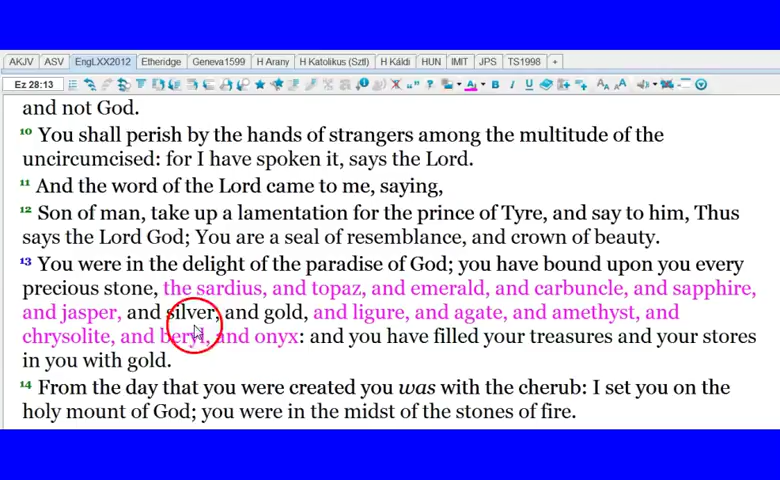 AKJV ASV EngLXX2012 Etheridge Geneva1599 H Arany H Katolikus (Sztl) H Káldi HUN IMIT JPS TS1998 +
Ez 28:13
and not God.
10 You shall perish by the hands of strangers among the multitude of the
uncircumcised: for I have spoken it, says the Lord.
11 And the word of the Lord came to me, saying,
12 Son of man, take up a lamentation for the prince of Tyre, and say to him, Thus
says the Lord God; You are a seal of resemblance, and crown of beauty.
13 You were in the delight of the paradise of God; you have bound upon you every
precious stone, the sardius, and topaz, and emerald, and carbuncle, and sapphire,
and jasper, and silver, and gold, and ligure, and agate, and amethyst, and
chrysolite, and beryl, and onyx: and you have filled your treasures and your stores
in you with gold.
14 From the day that you were created you was with the cherub: I set you on the
holy mount of God; you were in the midst of the stones of fire.